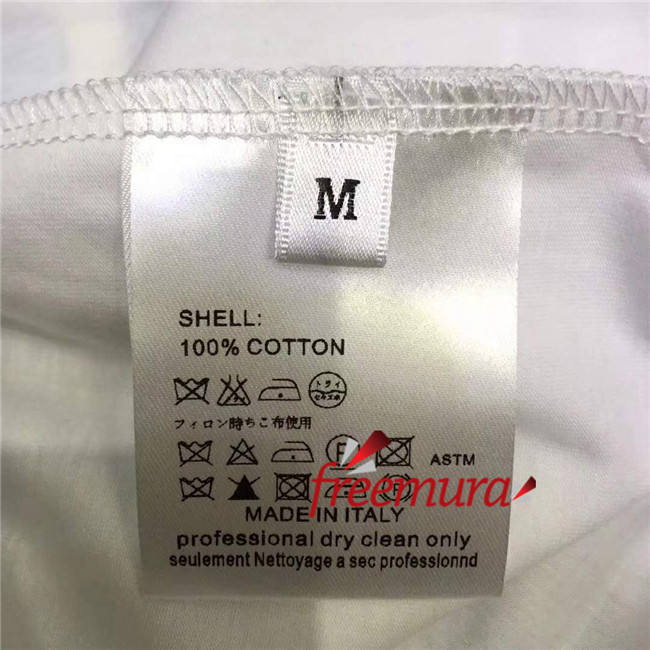 M
SHELL:
100% COTTON
フィロン時ちこ布使用
ASTM
freemura
MADE IN ITALY
professional dry clean only
seulement Nettoyage a sec professionnd